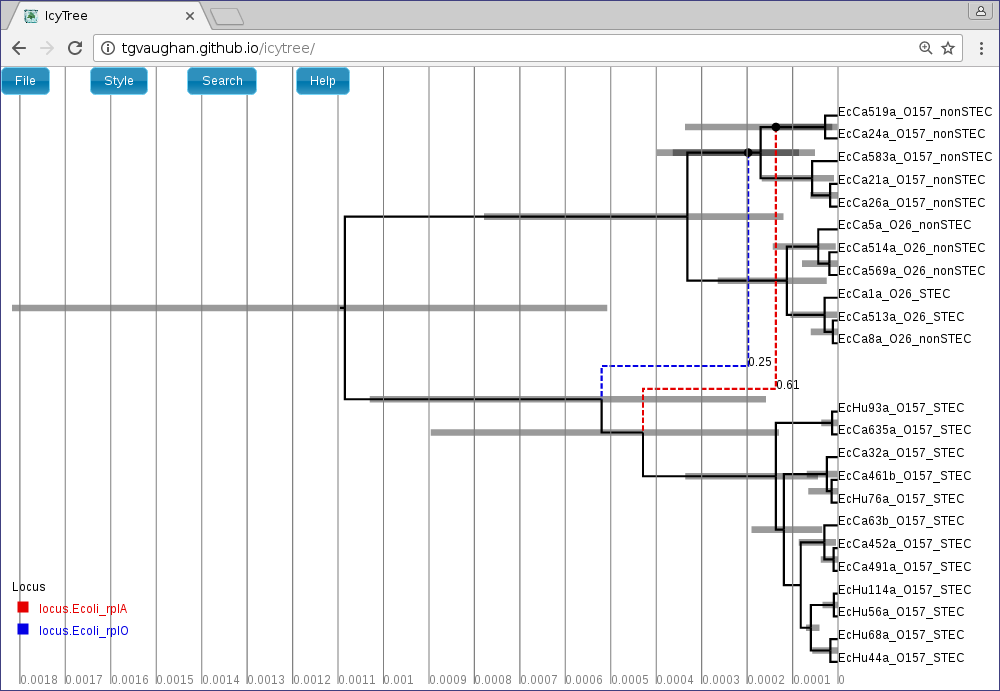 IcyTree
tgvaughan.github.io/icytree/
File Style Search Help
EcCa519a_O157_nonSTEC
EcCa24a_O157_nonSTEC
EcCa583a_O157_nonSTEC
EcCa21a_O157_nonSTEC
EcCa26a_O157_nonSTEC
EcCa5a_O26_nonSTEC
EcCa514a_O26_nonSTEC
EcCa569a_O26_nonSTEC
EcCa1a_O26_STEC
EcCa513a_O26_STEC
EcCa8a_O26_nonSTEC
0.25
0.61
EcHu93a_O157_STEC
EcCa635a_O157_STEC
EcCa32a_O157_STEC
EcCa461b_O157_STEC
EcHu76a_O157_STEC
EcCa63b_O157_STEC
EcCa452a_O157_STEC
EcCa491a_O157_STEC
EcHu114a_O157_STEC
EcHu56a_O157_STEC
EcHu68a_O157_STEC
EcHu44a_O157_STEC
Locus
locus.Ecoli_rplA
locus.Ecoli_rplO
0.0018 0.0017 0.0016 0.0015 0.0014 0.0013 0.0012 0.0011 0.001 0.0009 0.0008 0.0007 0.0006 0.0005 0.0004 0.0003 0.0002 0.0001 0